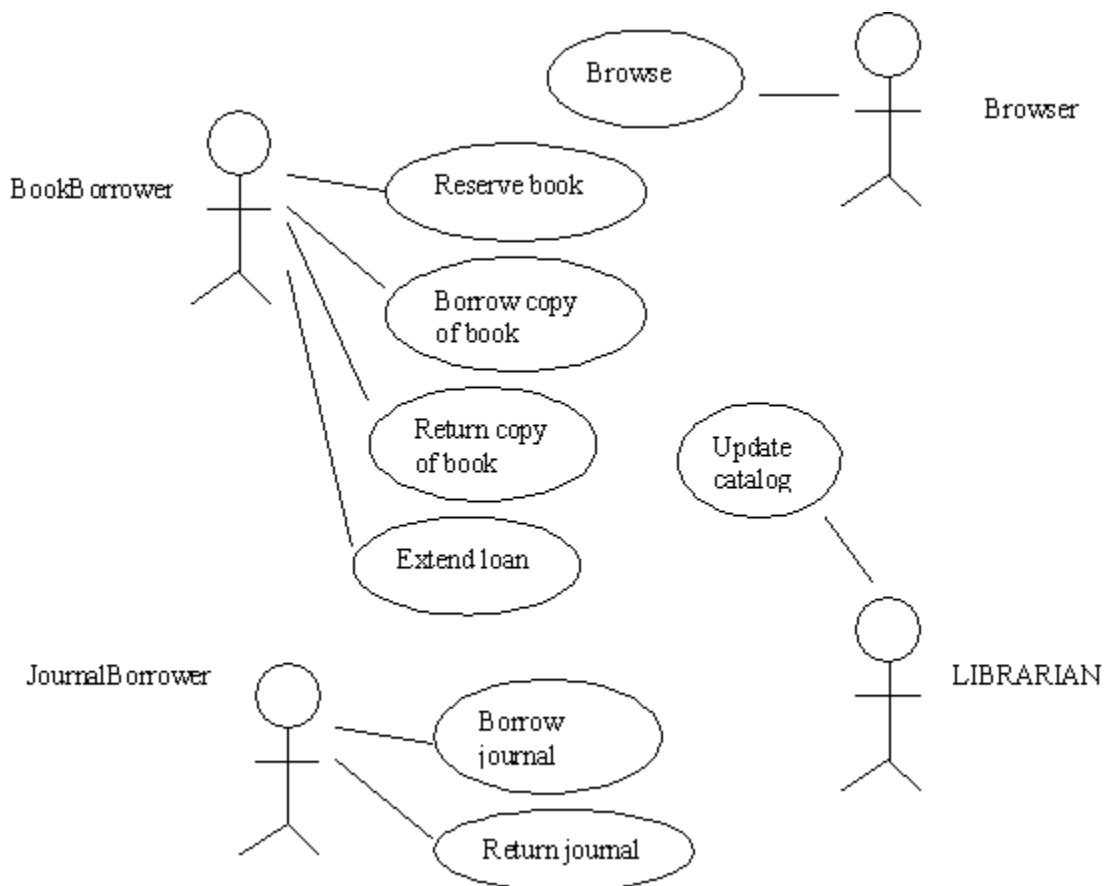 Browse
Browser
BookBorrower
Reserve book
Borrow copy
of book
Return copy
of book
Update
catalog
Extend loan
JournalBorrower
LIBRARIAN
Borrow
journal
Return journal